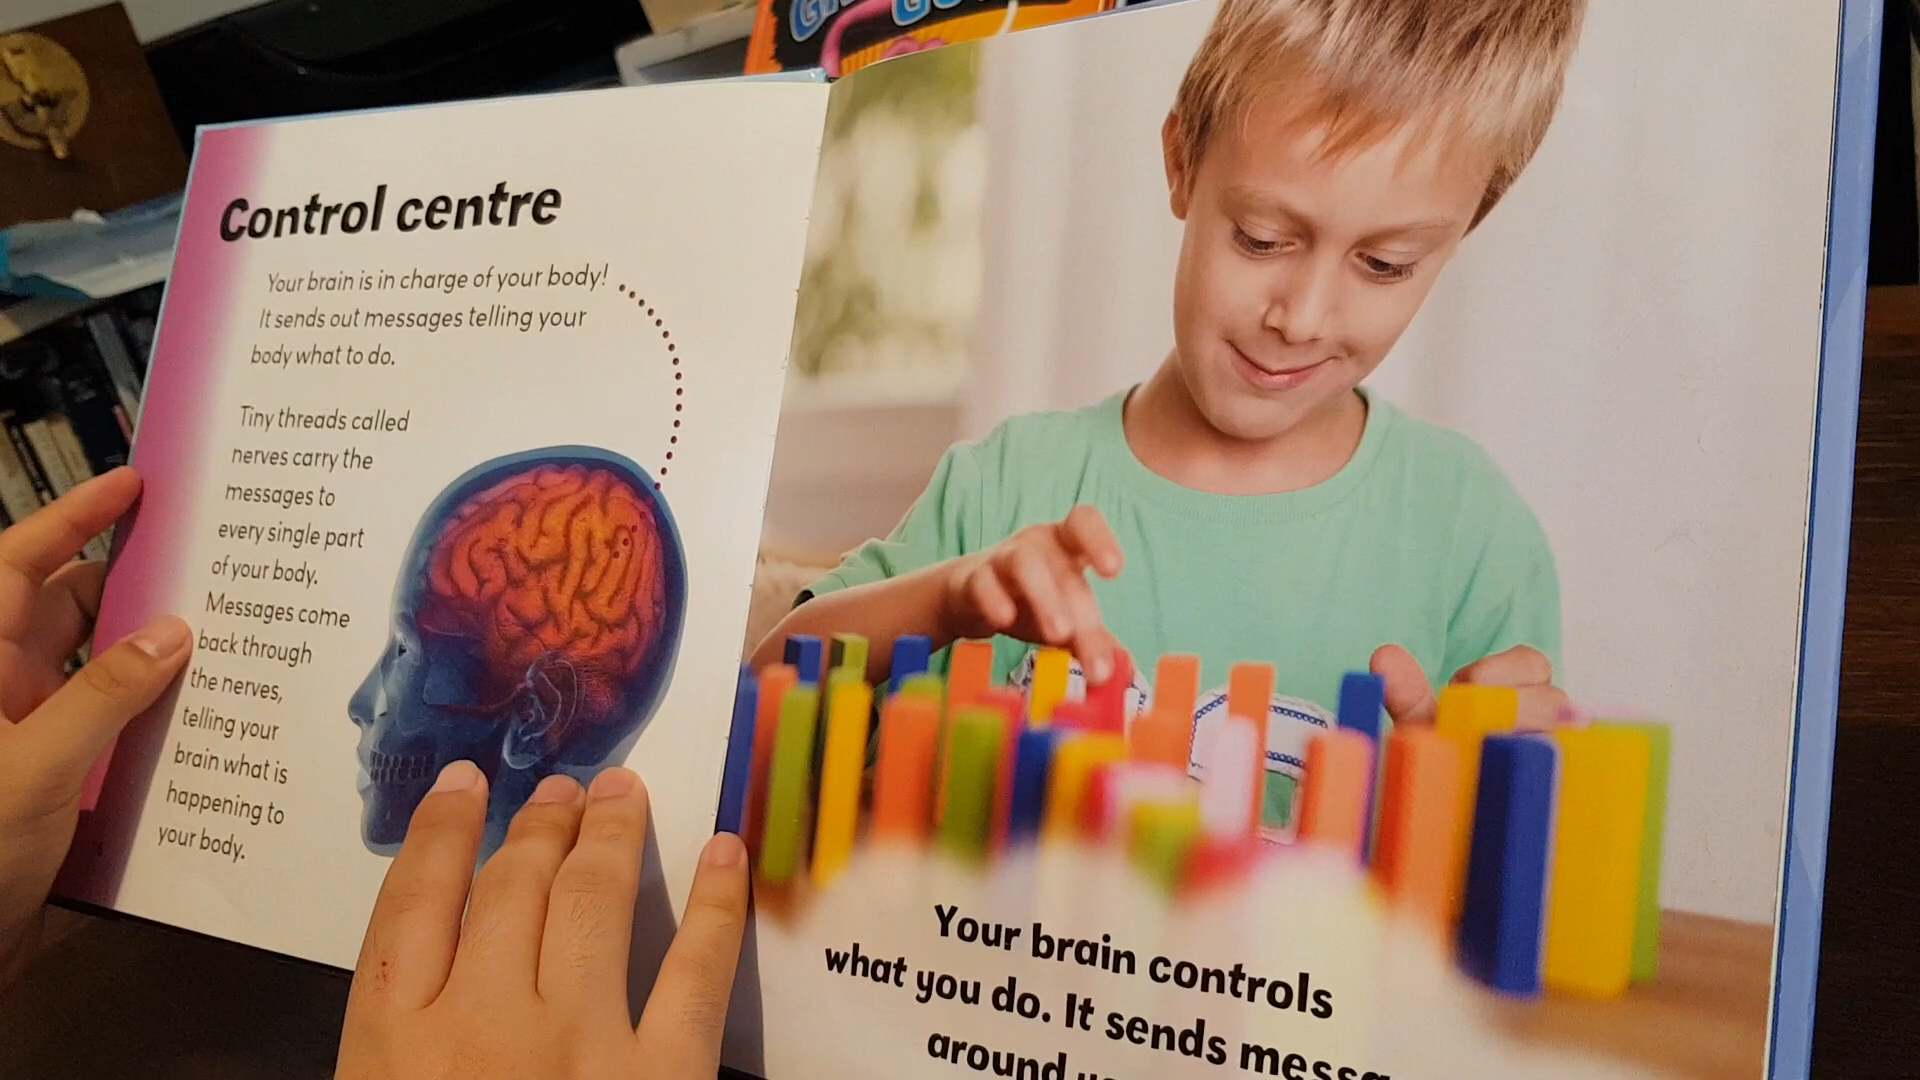 Control centre
Your brain is in charge of your body!
It sends out messages telling your
body what to do.
Tiny threads called
nerves carry the
messages to
every single part
of your body.
Messages come
back through
the nerves,
telling your
brain what is
happening to
your body.
Your brain controls
what you do. It sends
around